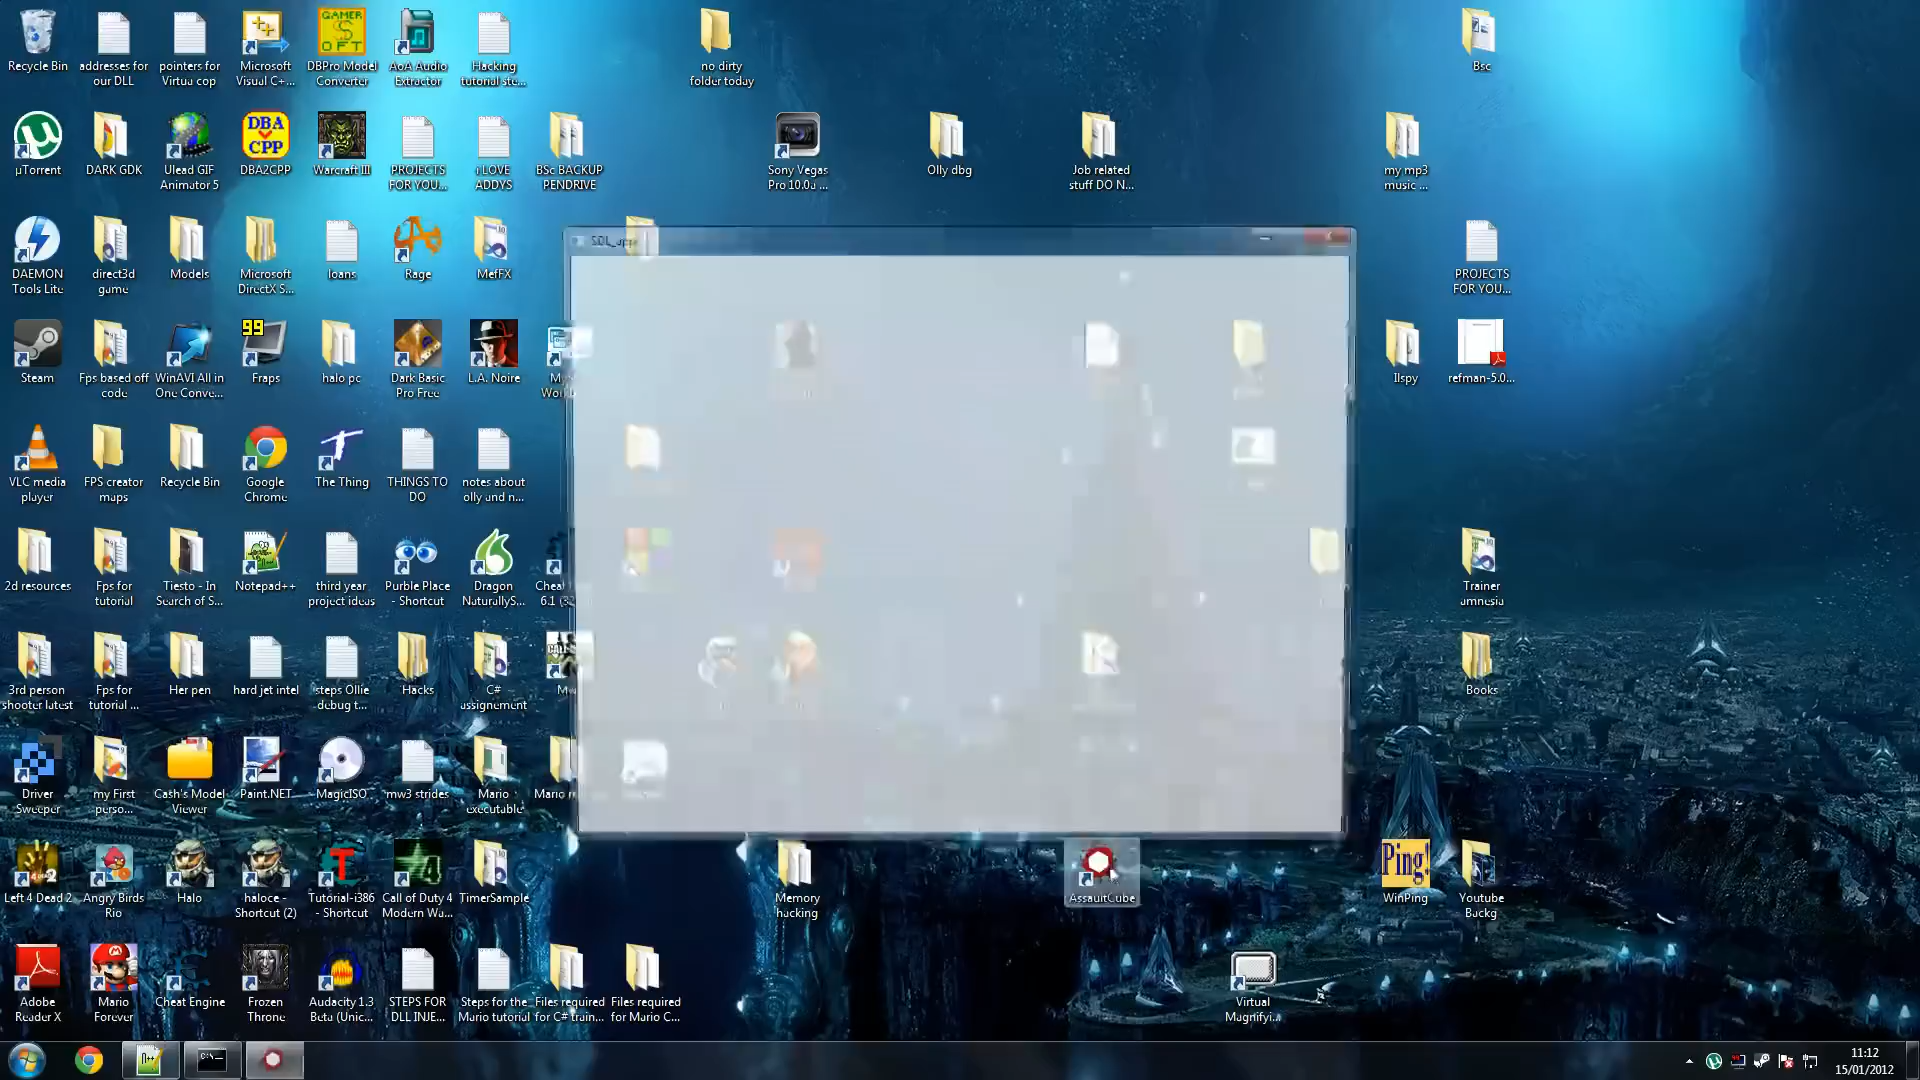 Recycle Bin
addresses for
our DLL
pointers for
Virtua cop
Microsoft
Visual C+...
GAMER
$
OFT
DBPro Model
Converter
AoA Audio
Extractor
Hacking
tutorial ste...
no dirty
folder today
Bsc
µTorrent
DARK GDK
Ulead GIF
Animator 5
DBA
CPP
DBA2CPP
Warcraft III
PROJECTS
FOR YOU...
i LOVE
ADDYS
BSc BACKUP
PENDRIVE
Sony Vegas
Pro 10.0a ...
Olly dbg
Job related
stuff DO N...
my mp3
music ...
DAEMON
Tools Lite
direct3d
game
Models
Microsoft
DirectX S...
loans
Rage
MefFX
SDL_app
PROJECTS
FOR YOU...
Steam
Fps based off
code
WinAVI All in
One Conve...
99
Fraps
halo pc
Dark Basic
Pro Free
L.A. Noire
Ilspy
refman-5.0...
VLC media
player
FPS creator
maps
Recycle Bin
Google
Chrome
The Thing
THINGS TO
DO
notes about
olly and n...
2d resources
Fps for
tutorial
Tiesto - In
Search of S...
Notepad++
third year
project ideas
Purble Place
- Shortcut
Dragon
NaturallyS...
Trainer
amnesia
3rd person
shooter latest
Fps for
tutorial ...
Her pen
hard jet intel
steps Ollie
debug t...
Hacks
C#
assignement
Books
Driver
Sweeper
my First
perso...
Cash's Model
Viewer
Paint.NET
MagicISO
mw3 strides
Mario
executable
Mario
Left 4 Dead 2
Angry Birds
Rio
Halo
haloce -
Shortcut (2)
Tutorial-i386
- Shortcut
Call of Duty 4
Modern Wa...
TimerSample
Memory
hacking
AssaultCube
Ping!
WinPing
Youtube
Backg
Adobe
Reader X
Mario
Forever
Cheat Engine
Frozen
Throne
Audacity 1.3
Beta (Unic...
STEPS FOR
DLL INJE...
Steps for the
Mario tutorial
Files required
for C# train...
Files required
for Mario C...
Virtual
Magnifyi...
11:12
15/01/2012